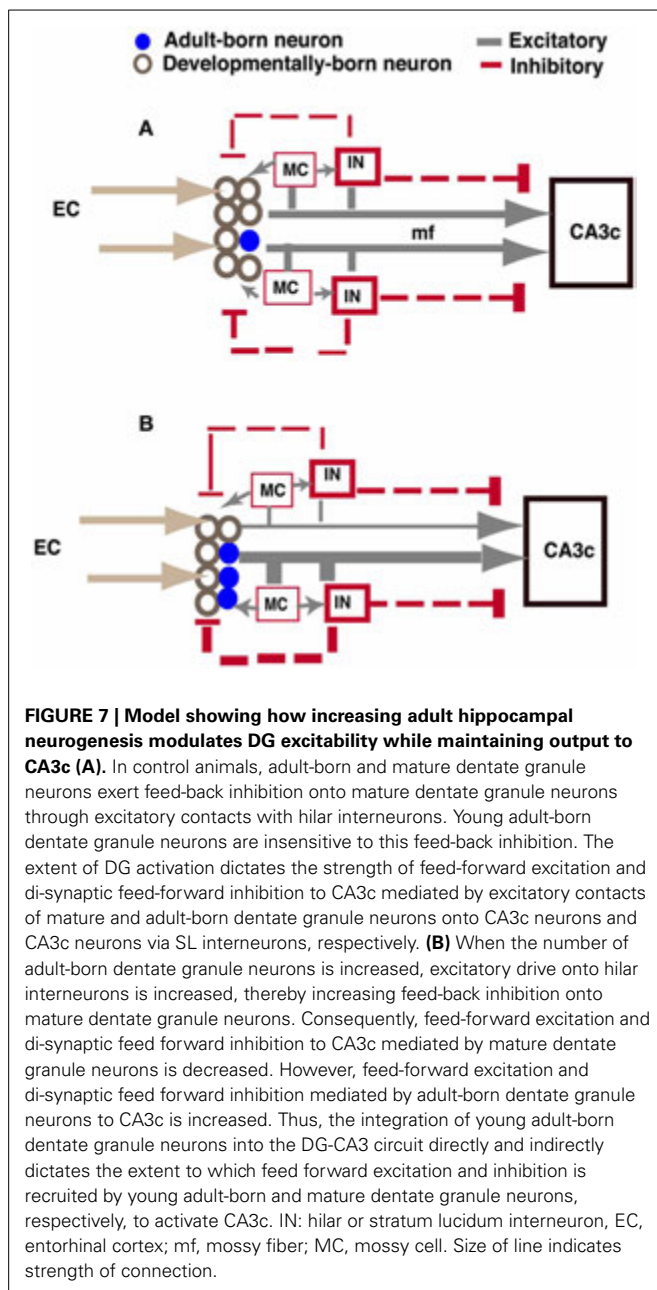 Adult-born neuron Excitatory
Developmentally-born neuron Inhibitory
A
MC IN
EC
mf
CA3c
MC IN
B
MC IN
EC
CA3c
MC IN
FIGURE 7 | Model showing how increasing adult hippocampal
neurogenesis modulates DG excitability while maintaining output to
CA3c (A). In control animals, adult-born and mature dentate granule
neurons exert feed-back inhibition onto mature dentate granule neurons
through excitatory contacts with hilar interneurons. Young adult-born
dentate granule neurons are insensitive to this feed-back inhibition. The
extent of DG activation dictates the strength of feed-forward excitation and
di-synaptic feed-forward inhibition to CA3c mediated by excitatory contacts
of mature and adult-born dentate granule neurons onto CA3c neurons and
CA3c neurons via SL interneurons, respectively. (B) When the number of
adult-born dentate granule neurons is increased, excitatory drive onto hilar
interneurons is increased, thereby increasing feed-back inhibition onto
mature dentate granule neurons. Consequently, feed-forward excitation and
di-synaptic feed forward inhibition to CA3c mediated by mature dentate
granule neurons is decreased. However, feed-forward excitation and
di-synaptic feed forward inhibition mediated by adult-born dentate granule
neurons to CA3c is increased. Thus, the integration of young adult-born
dentate granule neurons into the DG-CA3 circuit directly and indirectly
dictates the extent to which feed forward excitation and inhibition is
recruited by young adult-born and mature dentate granule neurons,
respectively, to activate CA3c. IN: hilar or stratum lucidum interneuron, EC,
entorhinal cortex; mf, mossy fiber; MC, mossy cell. Size of line indicates
strength of connection.